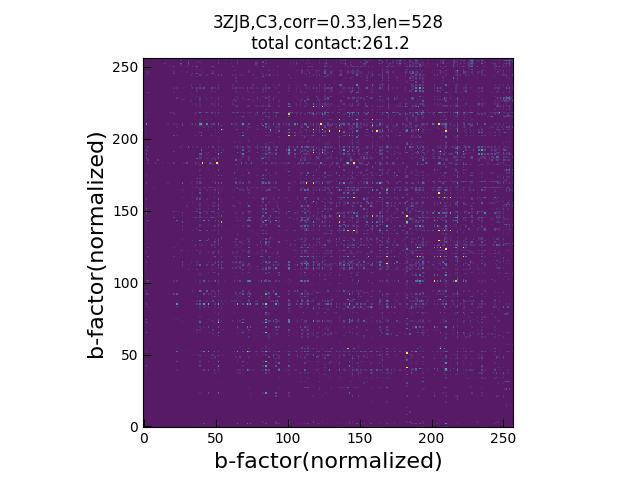 3ZJB,C3,corr=0.33,len=528
total contact:261.2
b-factor(normalized)
250
200
150
100
50
0
0 50 100 150 200 250
b-factor(normalized)